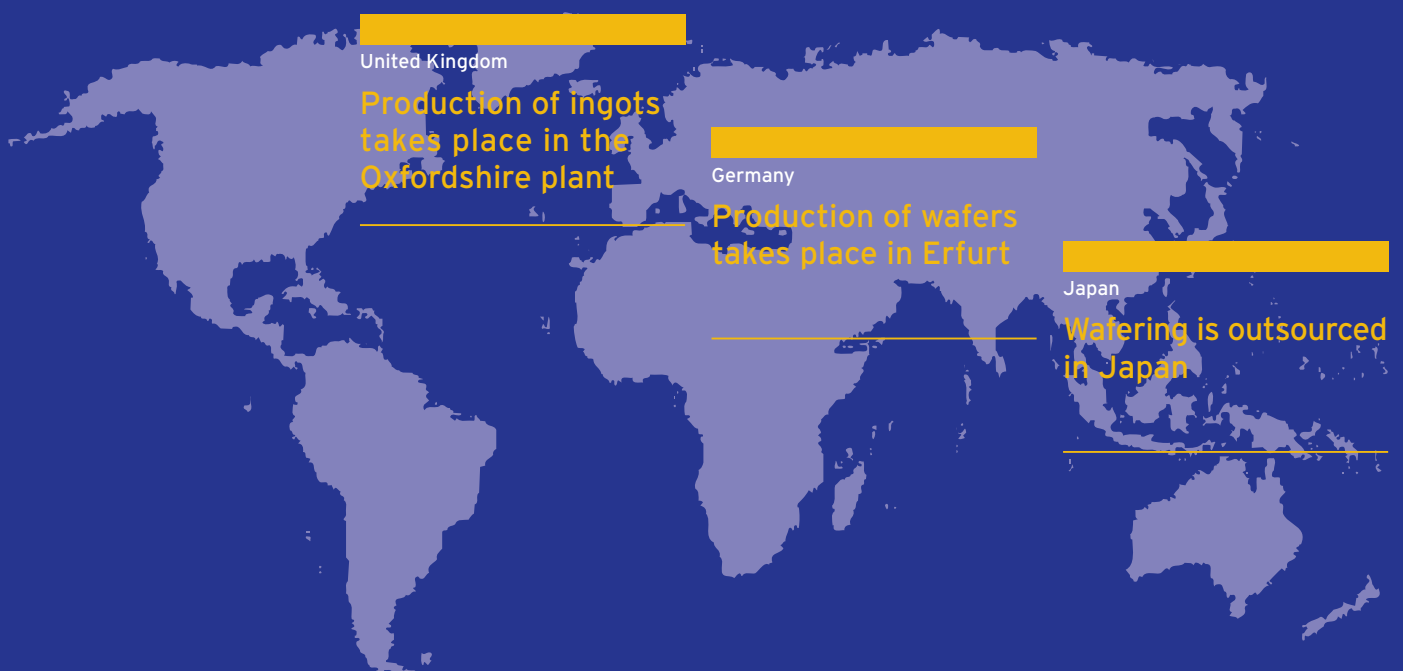 United Kingdom
Production of ingots
takes place in the
Oxfordshire plant
Germany
Production of wafers
takes place in Erfurt
Japan
Wafering is outsourced
in Japan